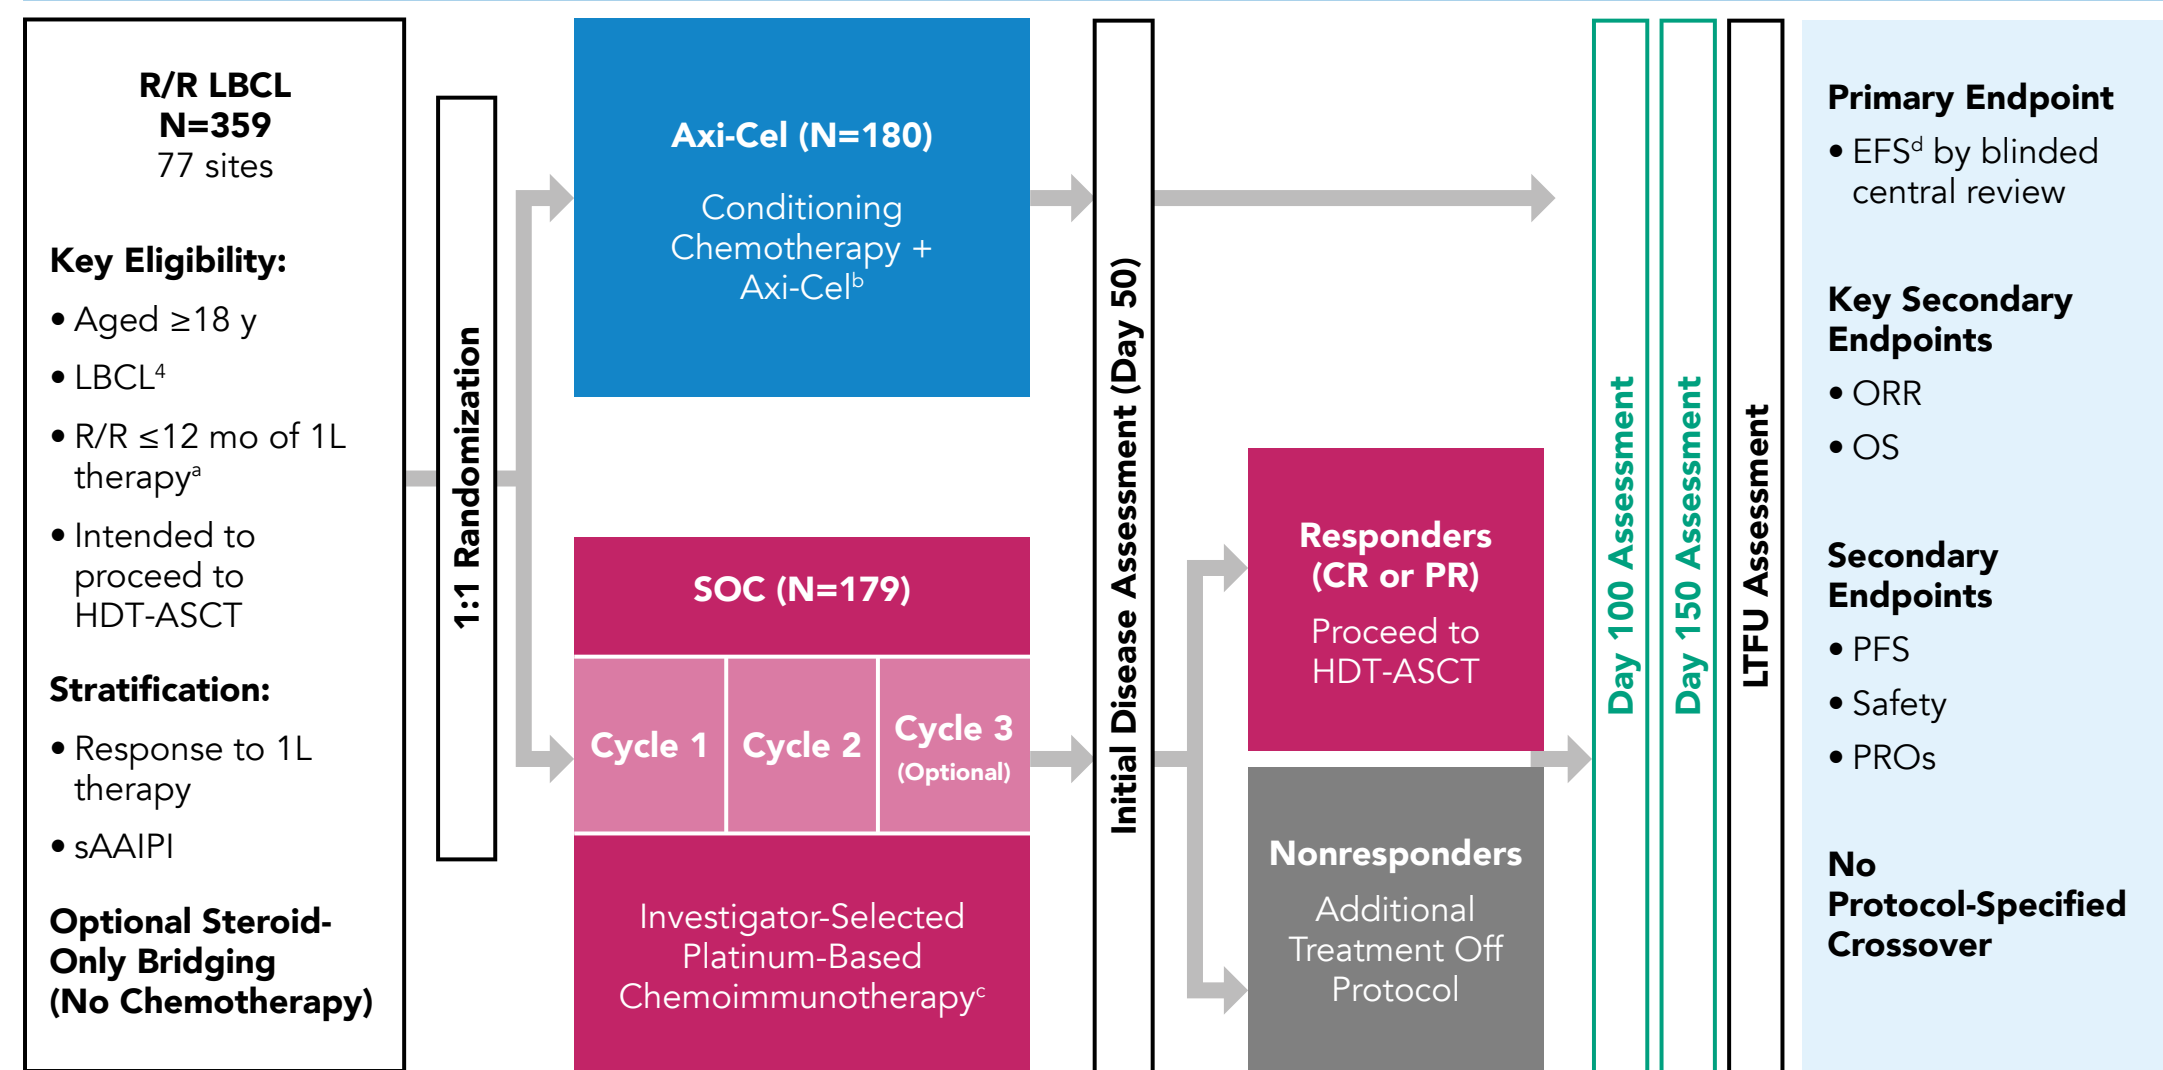 R/R LBCL
N=359
77 sites
Key Eligibility:
• Aged ≥18 y
• LBCL⁴
• R/R ≤12 mo of 1L
therapyᵃ
• Intended to
proceed to
HDT-ASCT
Stratification:
• Response to 1L
therapy
• sAAIPI
Optional Steroid-
Only Bridging
(No Chemotherapy)
1:1 Randomization
Axi-Cel (N=180)
Conditioning
Chemotherapy +
Axi-Celᵇ
SOC (N=179)
Cycle 1
Cycle 2
Cycle 3
(Optional)
Investigator-Selected
Platinum-Based
Chemoimmunotherapyᶜ
Initial Disease Assessment (Day 50)
Responders
(CR or PR)
Proceed to
HDT-ASCT
Nonresponders
Additional
Treatment Off
Protocol
Day 100 Assessment
Day 150 Assessment
LTFU Assessment
Primary Endpoint
• EFSᵈ by blinded
central review
Key Secondary
Endpoints
• ORR
• OS
Secondary
Endpoints
• PFS
• Safety
• PROs
No
Protocol-Specified
Crossover